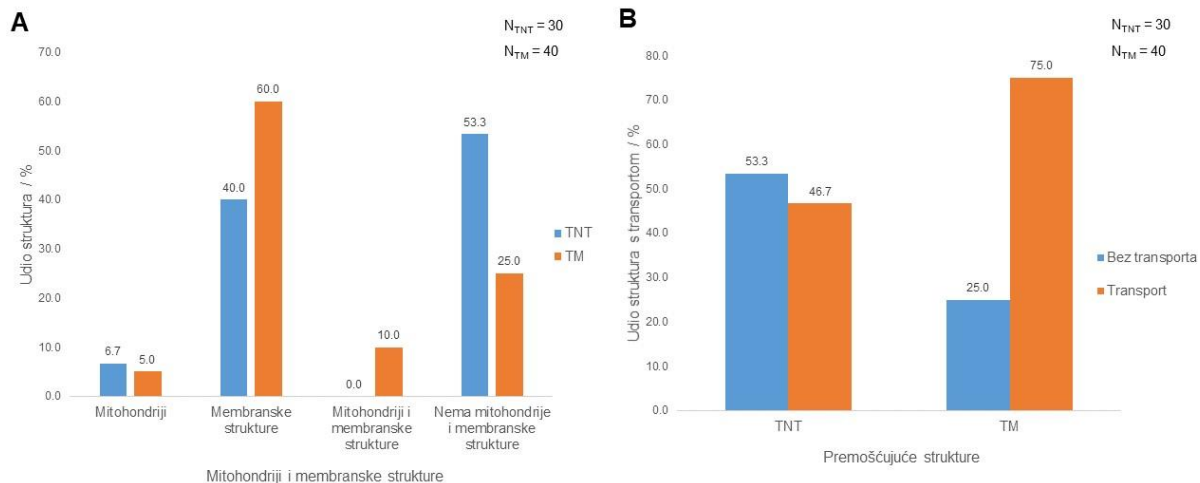 A
N_TNT = 30
N_TM = 40
70.0
60.0
50.0
40.0
30.0
20.0
10.0
0.0
Udio struktura / %
6.7
5.0
40.0
60.0
0.0
10.0
53.3
25.0
Mitohondriji
Membranske
strukture
Mitohondriji i
membranske
strukture
Nema mitohondrije
i membranske
strukture
Mitohondriji i membranske strukture
TNT
TM
B
N_TNT = 30
N_TM = 40
80.0
70.0
60.0
50.0
40.0
30.0
20.0
10.0
0.0
Udio struktura s transportom / %
53.3
46.7
25.0
75.0
TNT
TM
Premošćujuće strukture
Bez transporta
Transport